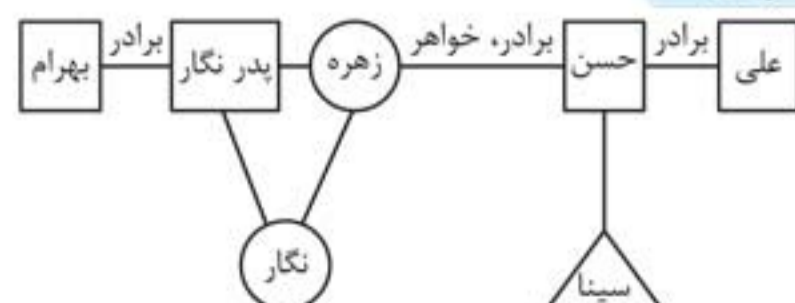 علی برادر حسن برادر، خواهر زهره پدر نگار برادر بهرام
نگار سینا